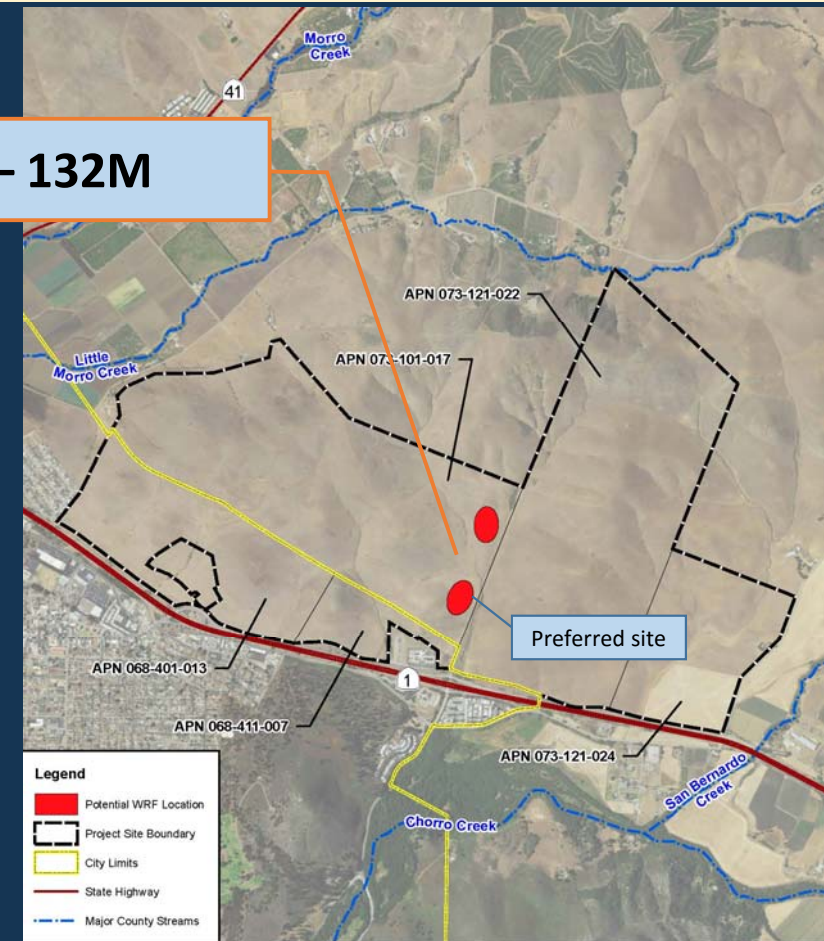 Morro
Creek
41
– 132M
APN 073-121-022
APN 073-101-017
Little
Morro Creek
Preferred site
APN 068-401-013
1
APN 068-411-007
APN 073-121-024
San Bernardo
Creek
Chorro Creek
Legend
Potential WRF Location
Project Site Boundary
City Limits
State Highway
Major County Streams